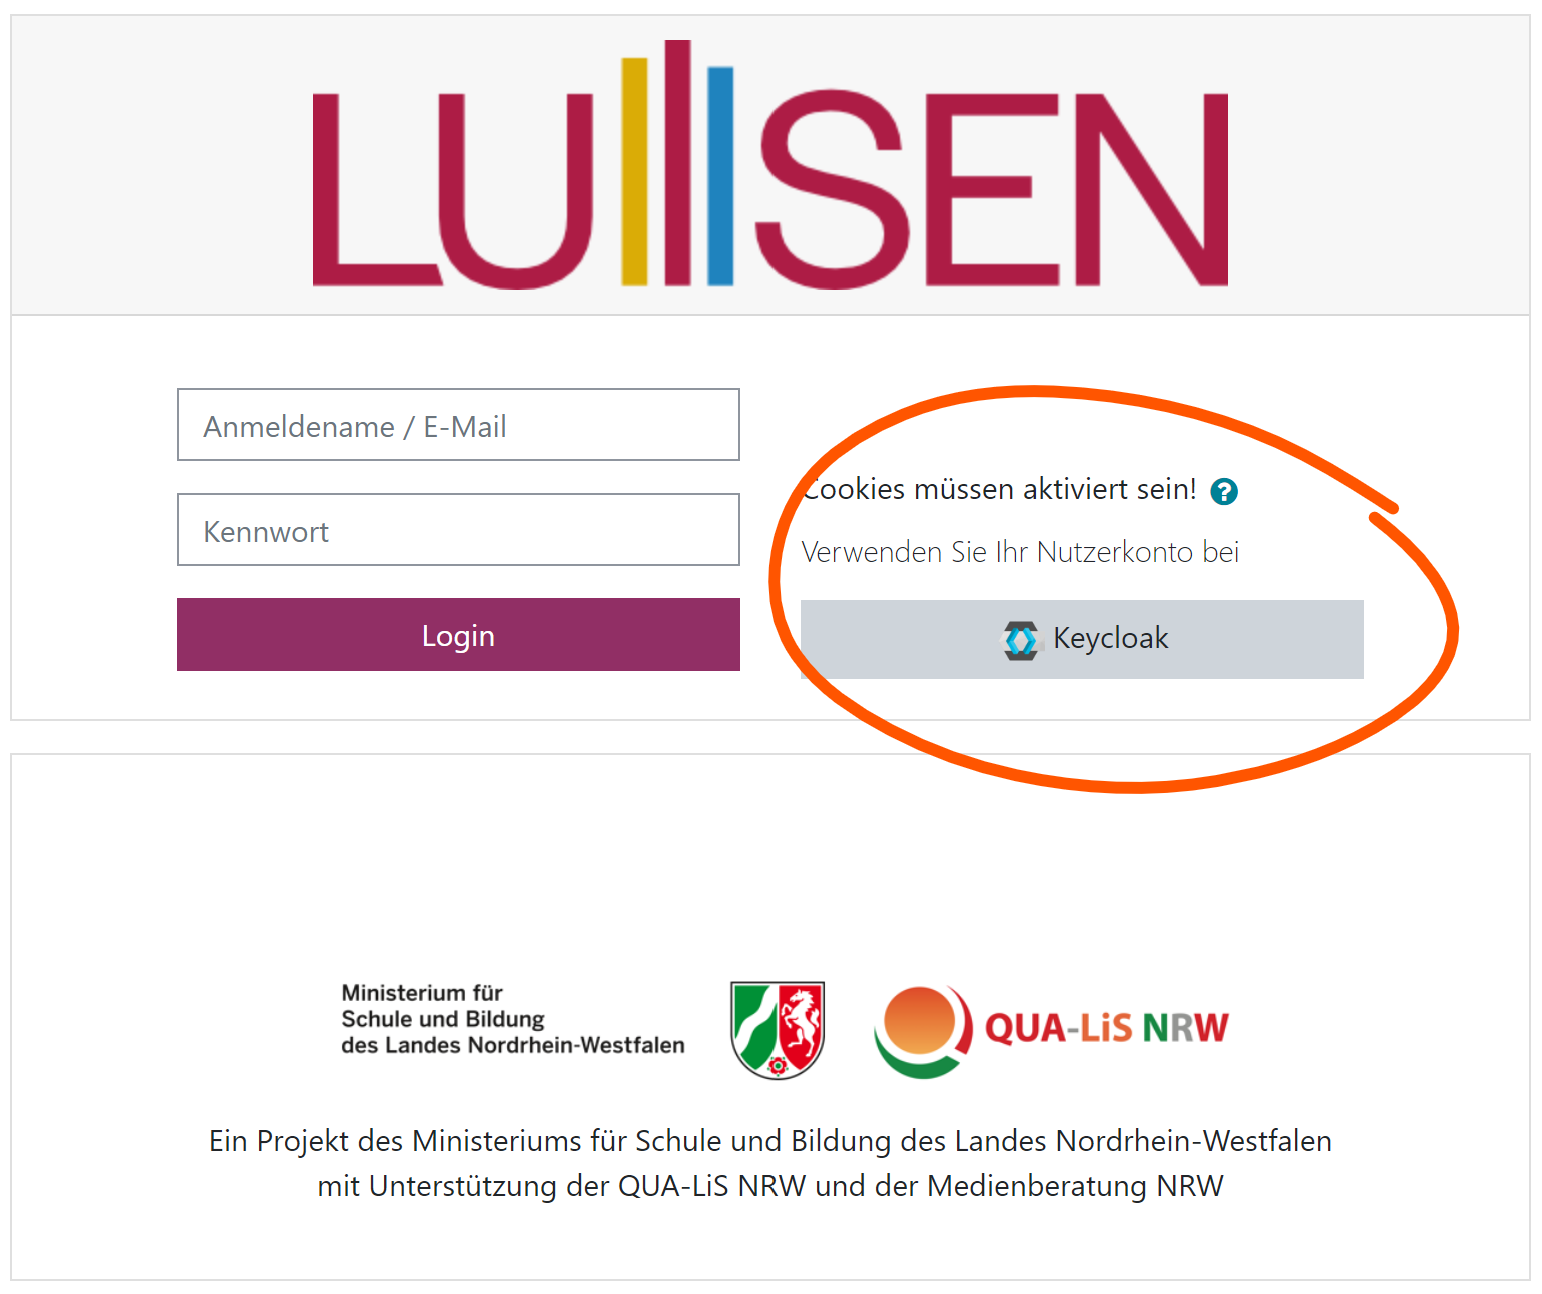 LUIIISEN
Anmeldename / E-Mail
Kennwort
Login
Cookies müssen aktiviert sein!
Verwenden Sie Ihr Nutzerkonto bei
Keycloak
Ministerium für
Schule und Bildung
des Landes Nordrhein-Westfalen
QUA-LiS NRW
Ein Projekt des Ministeriums für Schule und Bildung des Landes Nordrhein-Westfalen
mit Unterstützung der QUA-LiS NRW und der Medienberatung NRW